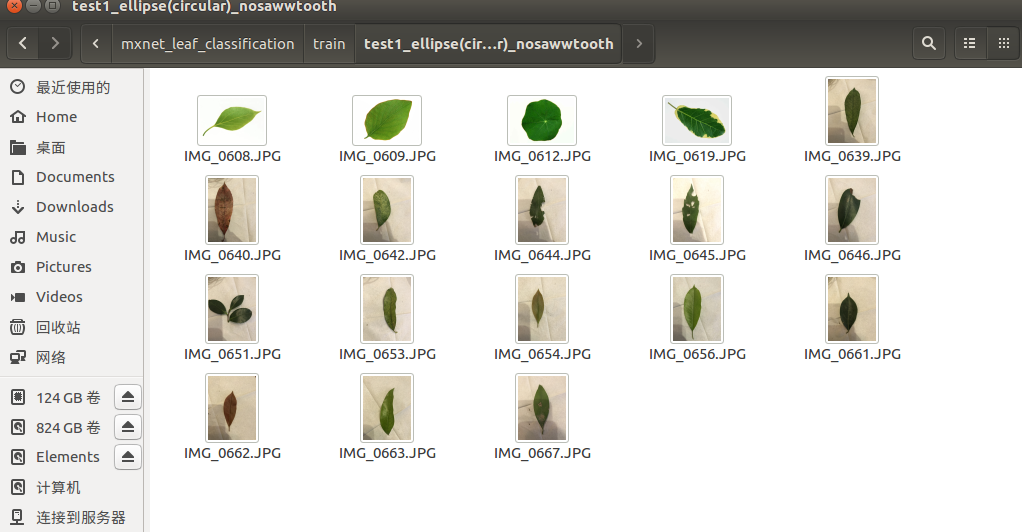 test1_ellipse(circular)_nosawwtooth
mxnet_leaf_classification train test1_ellipse(cir...r)_nosawwtooth
最近使用的
Home
桌面
Documents
Downloads
Music
Pictures
Videos
回收站
网络
124 GB 卷
824 GB 卷
Elements
计算机
连接到服务器
IMG_0608.JPG IMG_0609.JPG IMG_0612.JPG IMG_0619.JPG IMG_0639.JPG
IMG_0640.JPG IMG_0642.JPG IMG_0644.JPG IMG_0645.JPG IMG_0646.JPG
IMG_0651.JPG IMG_0653.JPG IMG_0654.JPG IMG_0656.JPG IMG_0661.JPG
IMG_0662.JPG IMG_0663.JPG IMG_0667.JPG